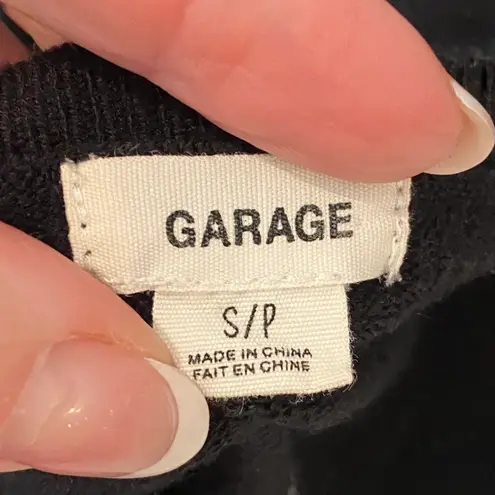 GARAGE
S/P
MADE IN CHINA
FAIT EN CHINE